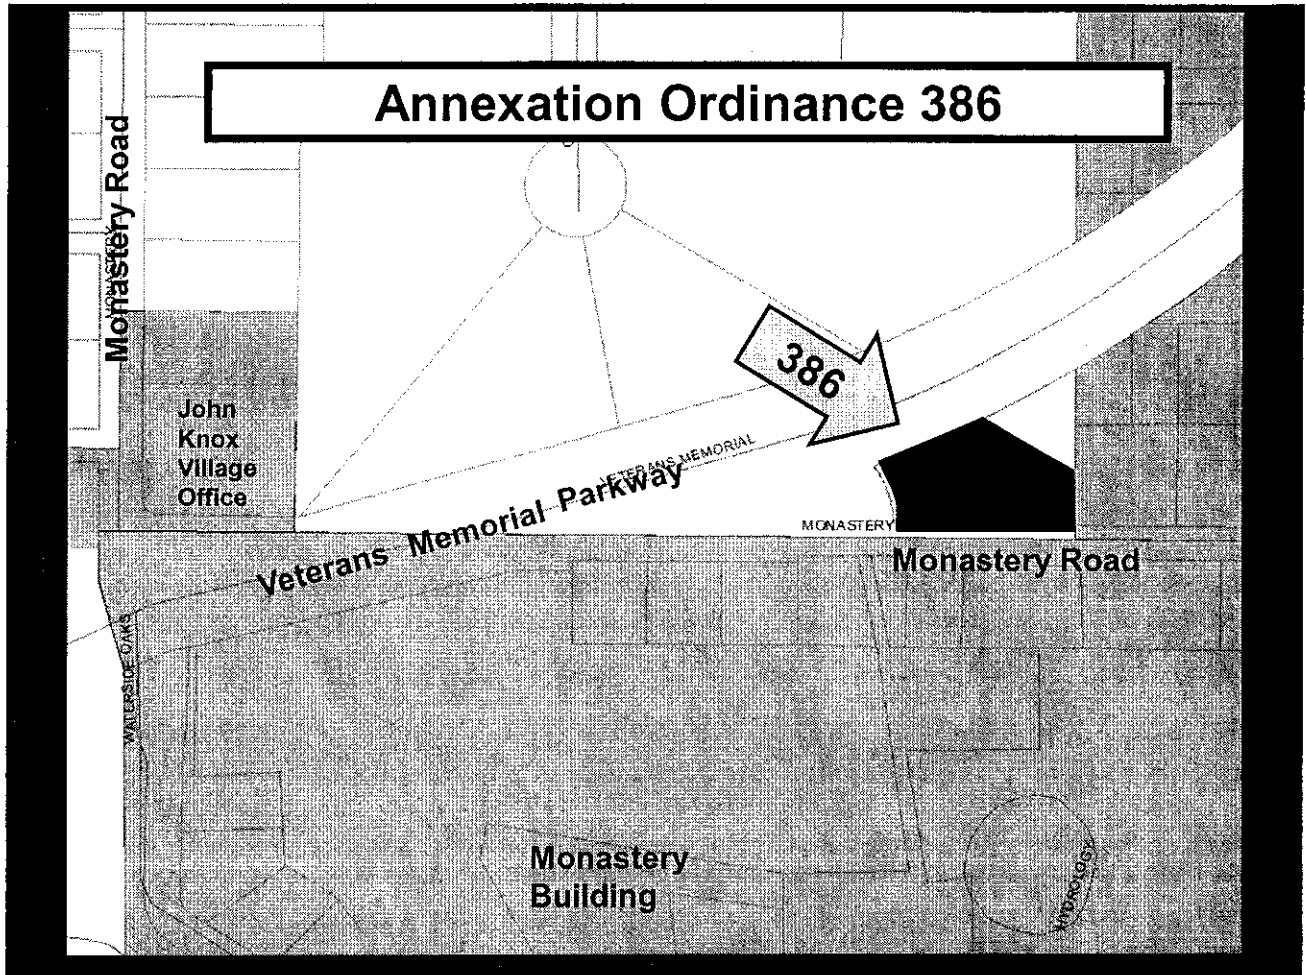 Annexation Ordinance 386
Monastery Road
MONASTERY
386
John
Knox
Village
Office
VETERANS MEMORIAL
Veterans Memorial Parkway
MONASTERY
Monastery Road
WATERSIDE OAKS
Monastery
Building
HYDROLOGY